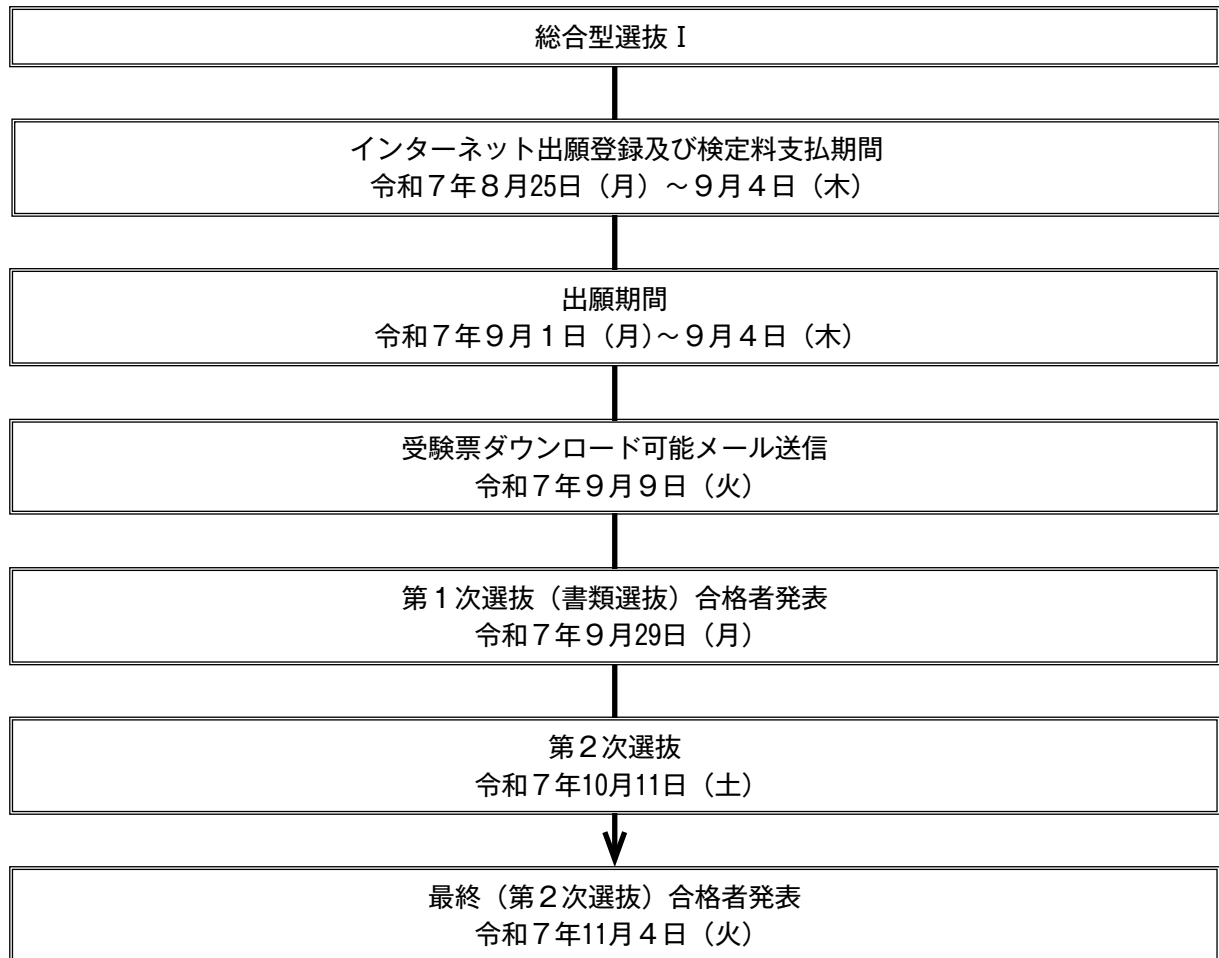 総合型選抜Ⅰ
インターネット出願登録及び検定料支払期間
令和７年８月25日（月）～９月４日（木）
出願期間
令和７年９月１日（月）～９月４日（木）
受験票ダウンロード可能メール送信
令和７年９月９日（火）
第１次選抜（書類選抜）合格者発表
令和７年９月29日（月）
第２次選抜
令和７年10月11日（土）
最終（第２次選抜）合格者発表
令和７年11月４日（火）